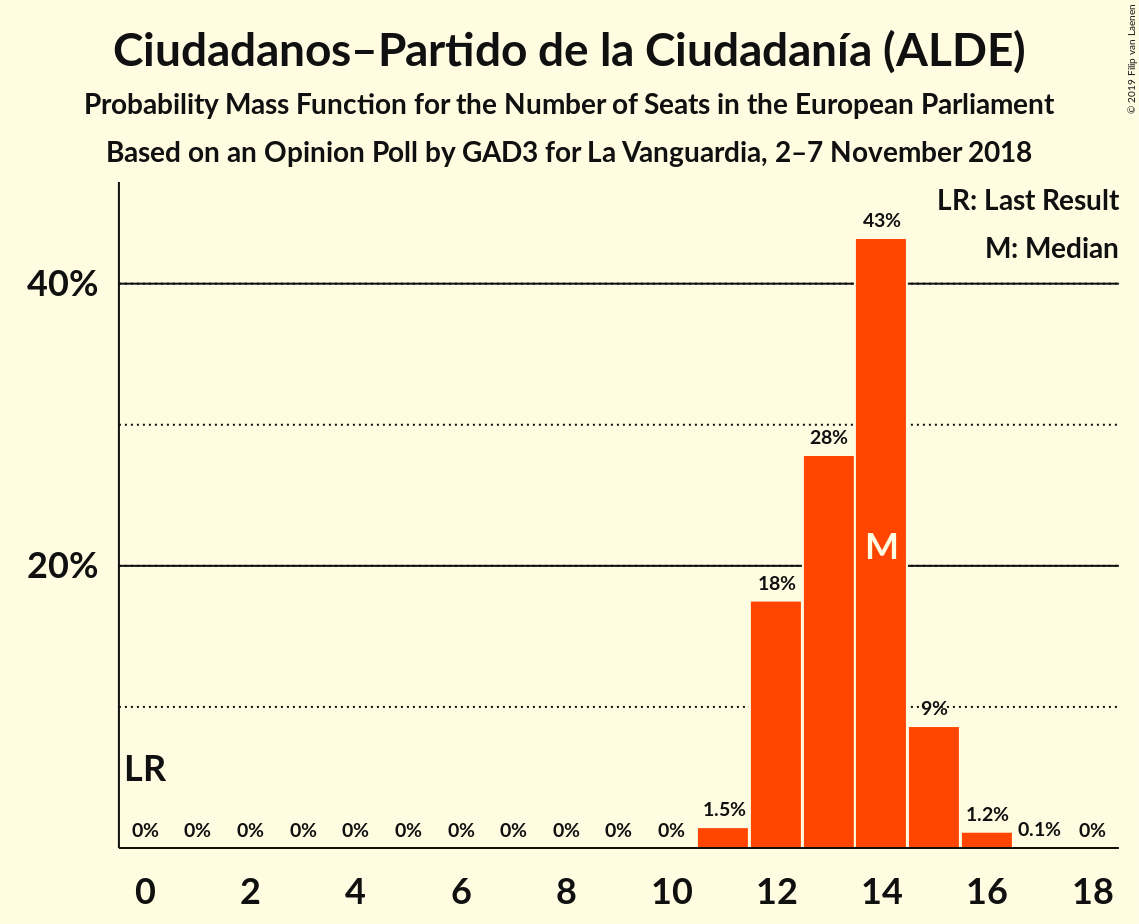 Ciudadanos–Partido de la Ciudadanía (ALDE)
Probability Mass Function for the Number of Seats in the European Parliament
Based on an Opinion Poll by GAD3 for La Vanguardia, 2–7 November 2018
© 2019 Filip van Laenen
LR: Last Result
M: Median
43%
40%
28%
M
20%
18%
9%
LR
0% 0% 0% 0% 0% 0% 0% 0% 0% 0% 0% 1.5% 1.2% 0.1% 0%
0 2 4 6 8 10 12 14 16 18